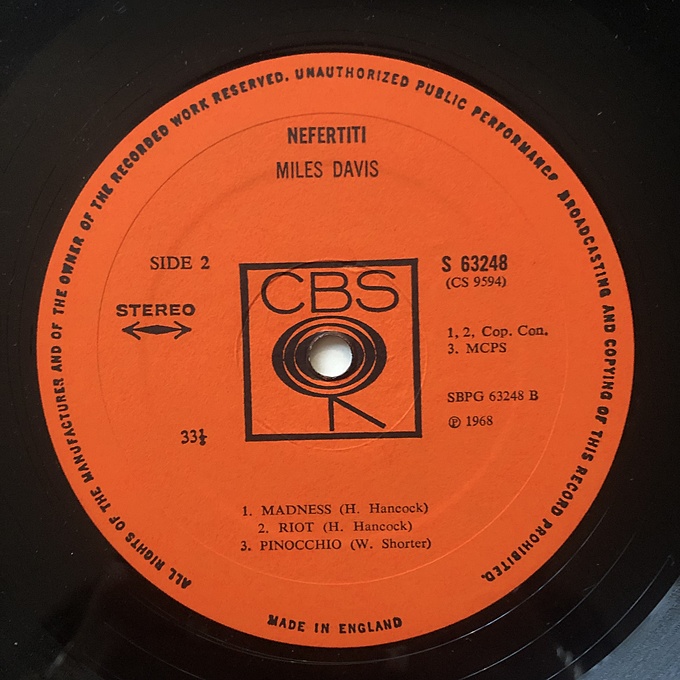 ALL RIGHTS OF THE MANUFACTURER AND OF THE OWNER OF THE RECORDED WORK RESERVED. UNAUTHORIZED PUBLIC PERFORMANCE BROADCASTING AND COPYING OF THIS RECORD PROHIBITED.
NEFERTITI
MILES DAVIS
SIDE 2
S 63248
(CS 9594)
CBS
STEREO
1, 2, Cop. Con.
3. MCPS
SBPG 63248 B
℗ 1968
33⅓
1. MADNESS (H. Hancock)
2. RIOT (H. Hancock)
3. PINOCCHIO (W. Shorter)
MADE IN ENGLAND